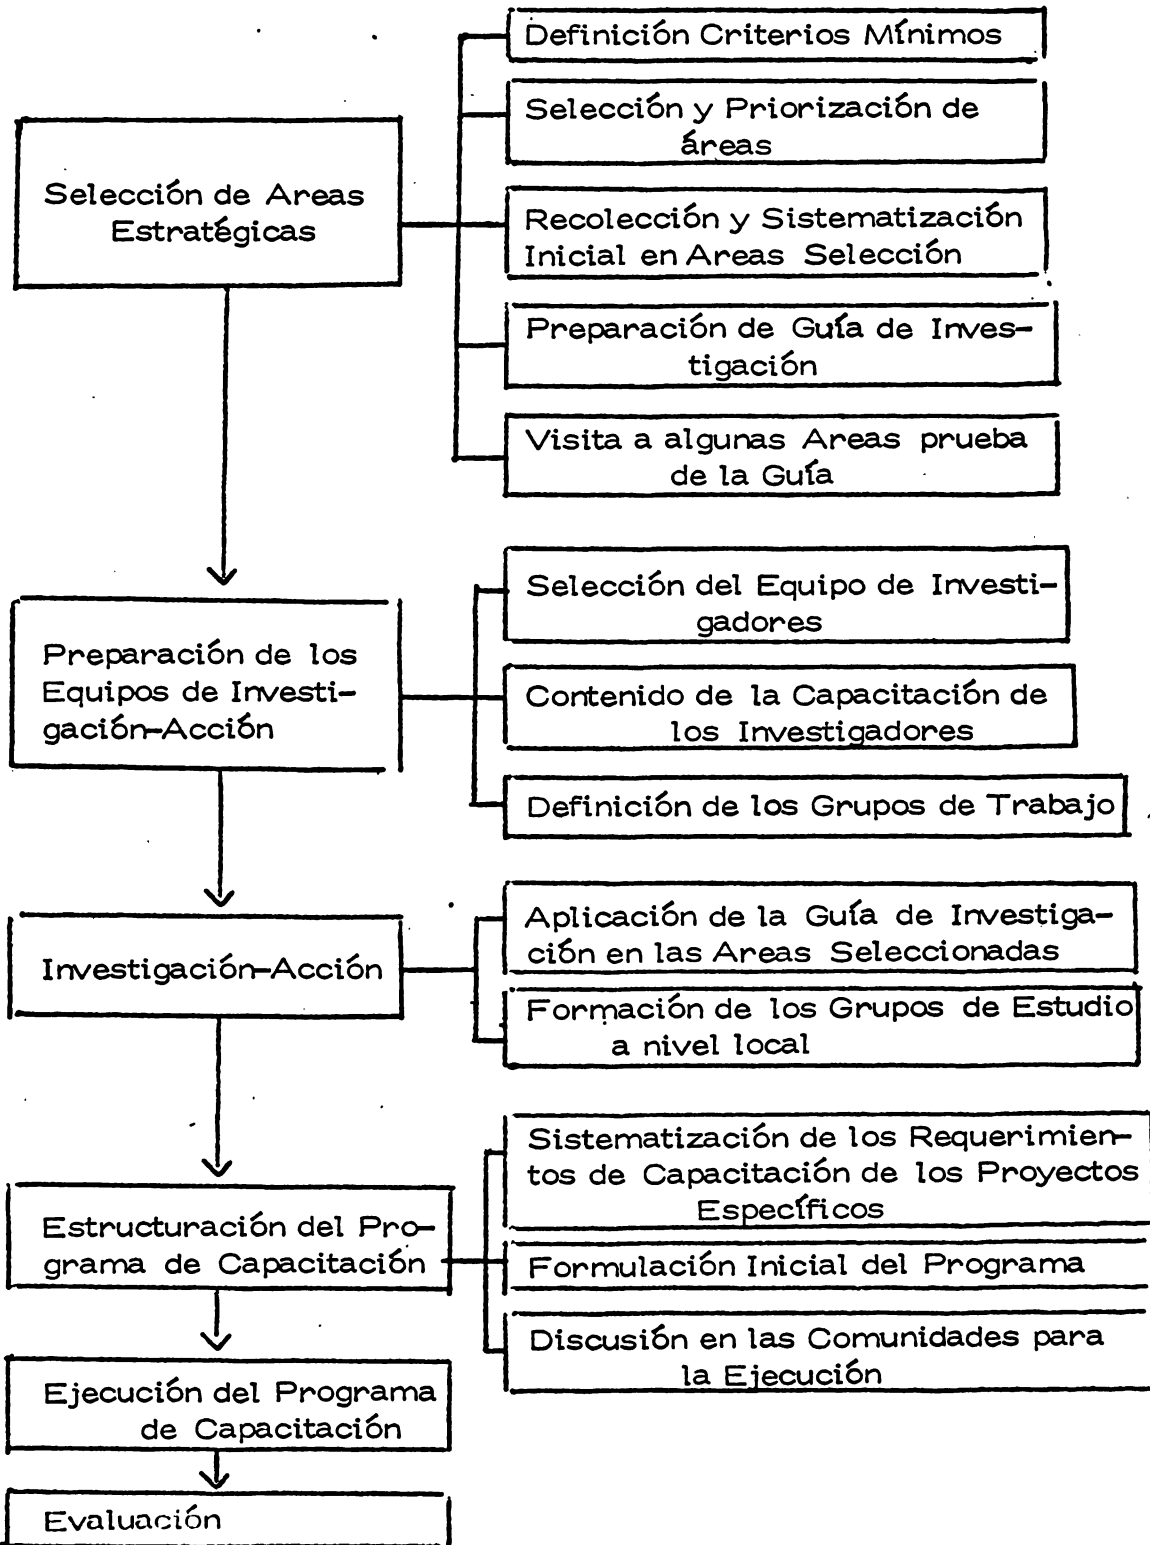 Selección de Areas
Estratégicas
Definición Criterios Mínimos
Selección y Priorización de
áreas
Recolección y Sistematización
Inicial en Areas Selección
Preparación de Guía de Inves-
tigación
Visita a algunas Areas prueba
de la Guía
Preparación de los
Equipos de Investi-
gación-Acción
Selección del Equipo de Investi-
gadores
Contenido de la Capacitación de
los Investigadores
Definición de los Grupos de Trabajo
Investigación-Acción
Aplicación de la Guía de Investiga-
ción en las Areas Seleccionadas
Formación de los Grupos de Estudio
a nivel local
Estructuración del Pro-
grama de Capacitación
Sistematización de los Requerimien-
tos de Capacitación de los Proyectos
Específicos
Formulación Inicial del Programa
Discusión en las Comunidades para
la Ejecución
Ejecución del Programa
de Capacitación
Evaluación